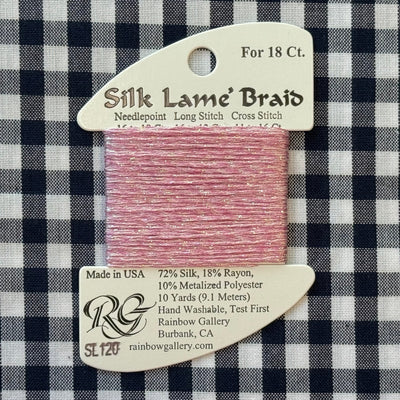 For 18 Ct.
Silk Lame' Braid
Needlepoint Long Stitch Cross Stitch
Made in USA
72% Silk, 18% Rayon,
10% Metalized Polyester
10 Yards (9.1 Meters)
Hand Washable, Test First
Rainbow Gallery
Burbank, CA
rainbowgallery.com
RG
SL120